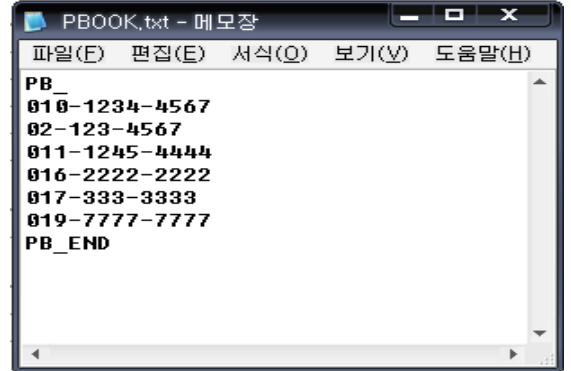 PBOOK.txt - 메모장
파일(F) 편집(E) 서식(O) 보기(V) 도움말(H)
PB_
010-1234-4567
02-123-4567
011-1245-4444
016-2222-2222
017-333-3333
019-7777-7777
PB_END